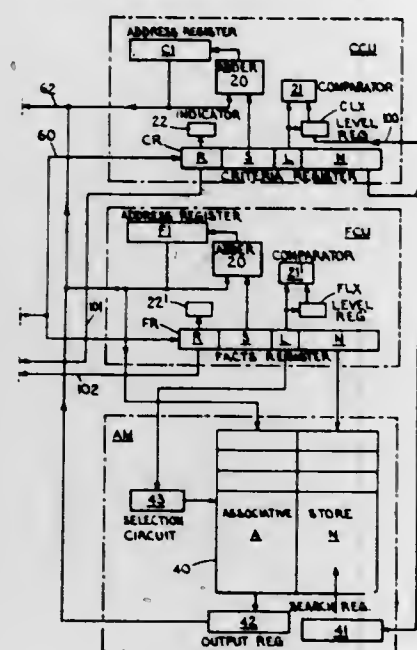 ADDRESS REGISTER
C1
CCU
ADDER
20
21
COMPARATOR
62
INDICATOR
22
CLX
LEVEL REG.
100
60
CR
R S L N
CRITERIA REGISTER
ADDRESS REGISTER
F1
FCU
ADDER
20'
COMPARATOR
21'
101
22'
FLX
LEVEL REG.
FR
R S L N
FACTS REGISTER
102
AM
43
SELECTION
CIRCUIT
ASSOCIATIVE STORE
A N
40
SEARCH REG.
42
41
OUTPUT REG